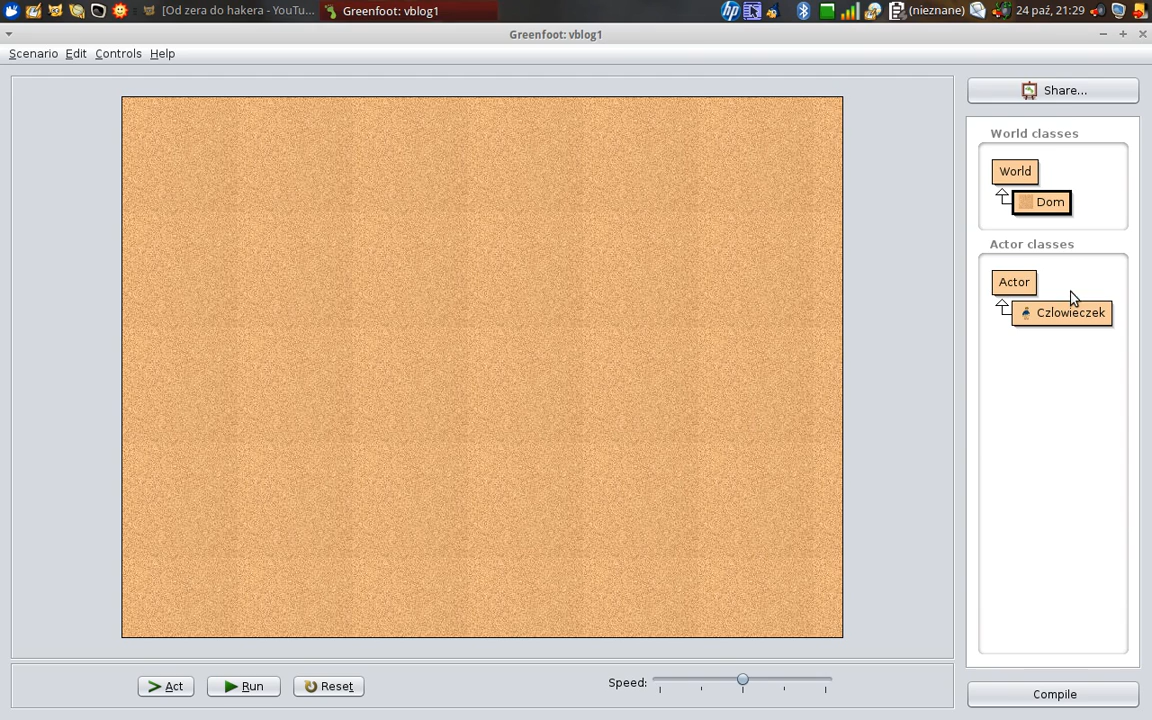 [Od zera do hakera - YouTu... Greenfoot: vblog1 (nieznane) 24 paź, 21:29
Greenfoot: vblog1
Scenario Edit Controls Help
Share...
World classes
World
Dom
Actor classes
Actor
Czlowieczek
Act Run Reset Speed:
Compile